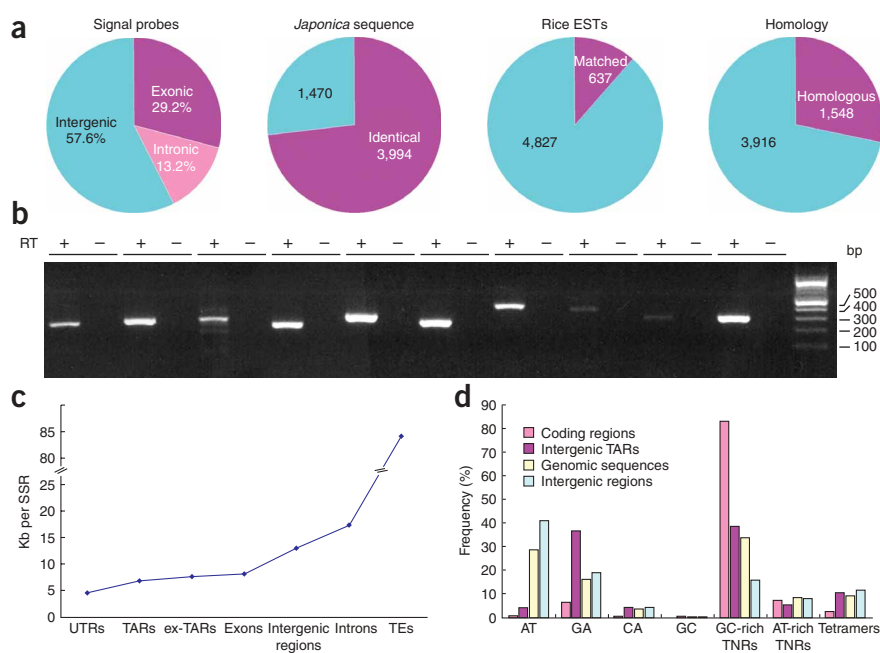 a
Signal probes
Japonica sequence
Rice ESTs
Homology
Exonic
29.2%
Intergenic
57.6%
Intronic
13.2%
1,470
Identical
3,994
Matched
637
4,827
Homologous
1,548
3,916
b
RT + − + − + − + − + − + − + − + − + − + −
bp
500
400
300
200
100
c
Kb per SSR
85
80
25
20
15
10
5
0
UTRs TARs ex-TARs Exons Intergenic regions Introns TEs
d
Frequency (%)
90
80
70
60
50
40
30
20
10
0
Coding regions
Intergenic TARs
Genomic sequences
Intergenic regions
AT GA CA GC GC-rich TNRs AT-rich TNRs Tetramers